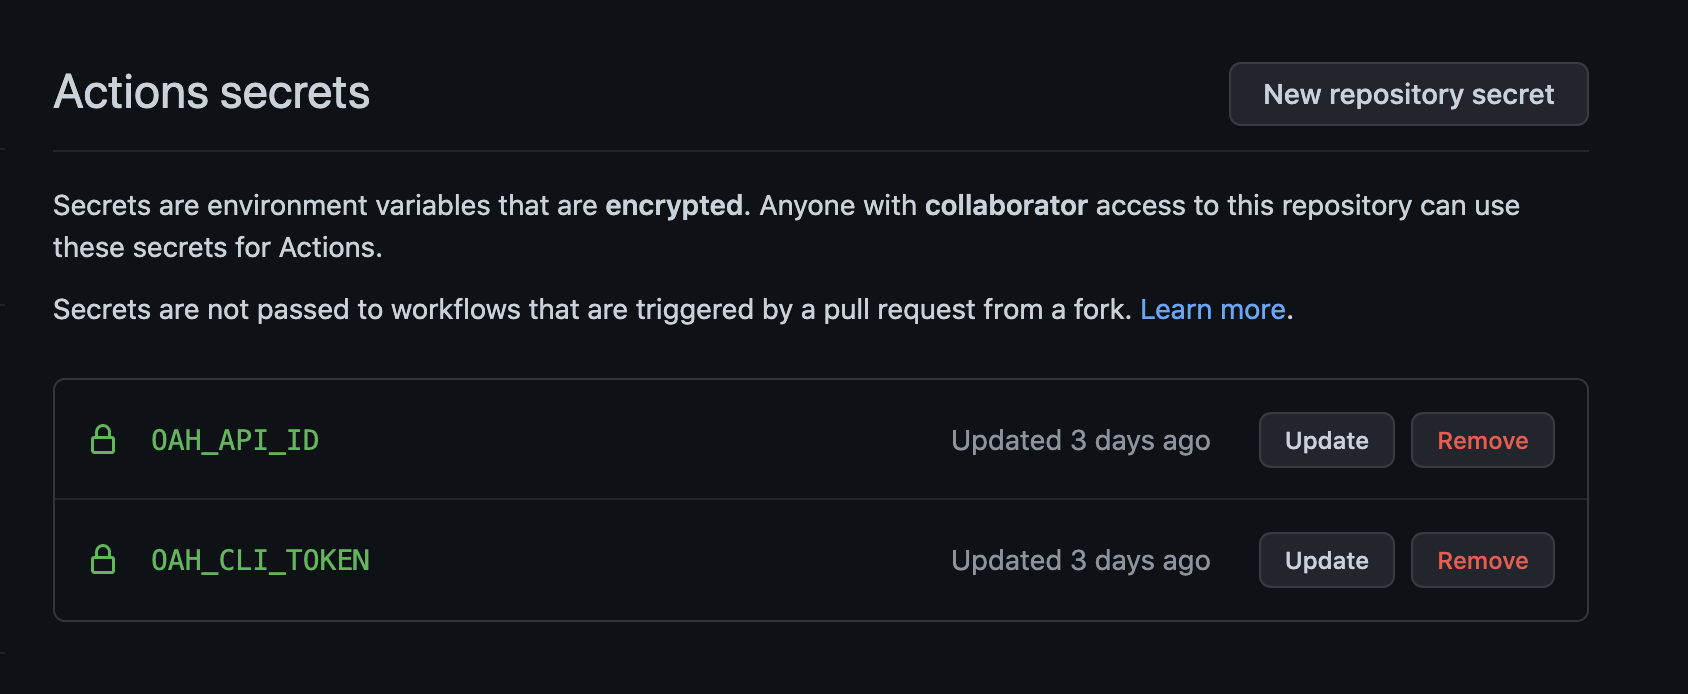 Actions secrets
New repository secret
Secrets are environment variables that are encrypted. Anyone with collaborator access to this repository can use
these secrets for Actions.
Secrets are not passed to workflows that are triggered by a pull request from a fork. Learn more.
OAH_API_ID Updated 3 days ago Update Remove
OAH_CLI_TOKEN Updated 3 days ago Update Remove